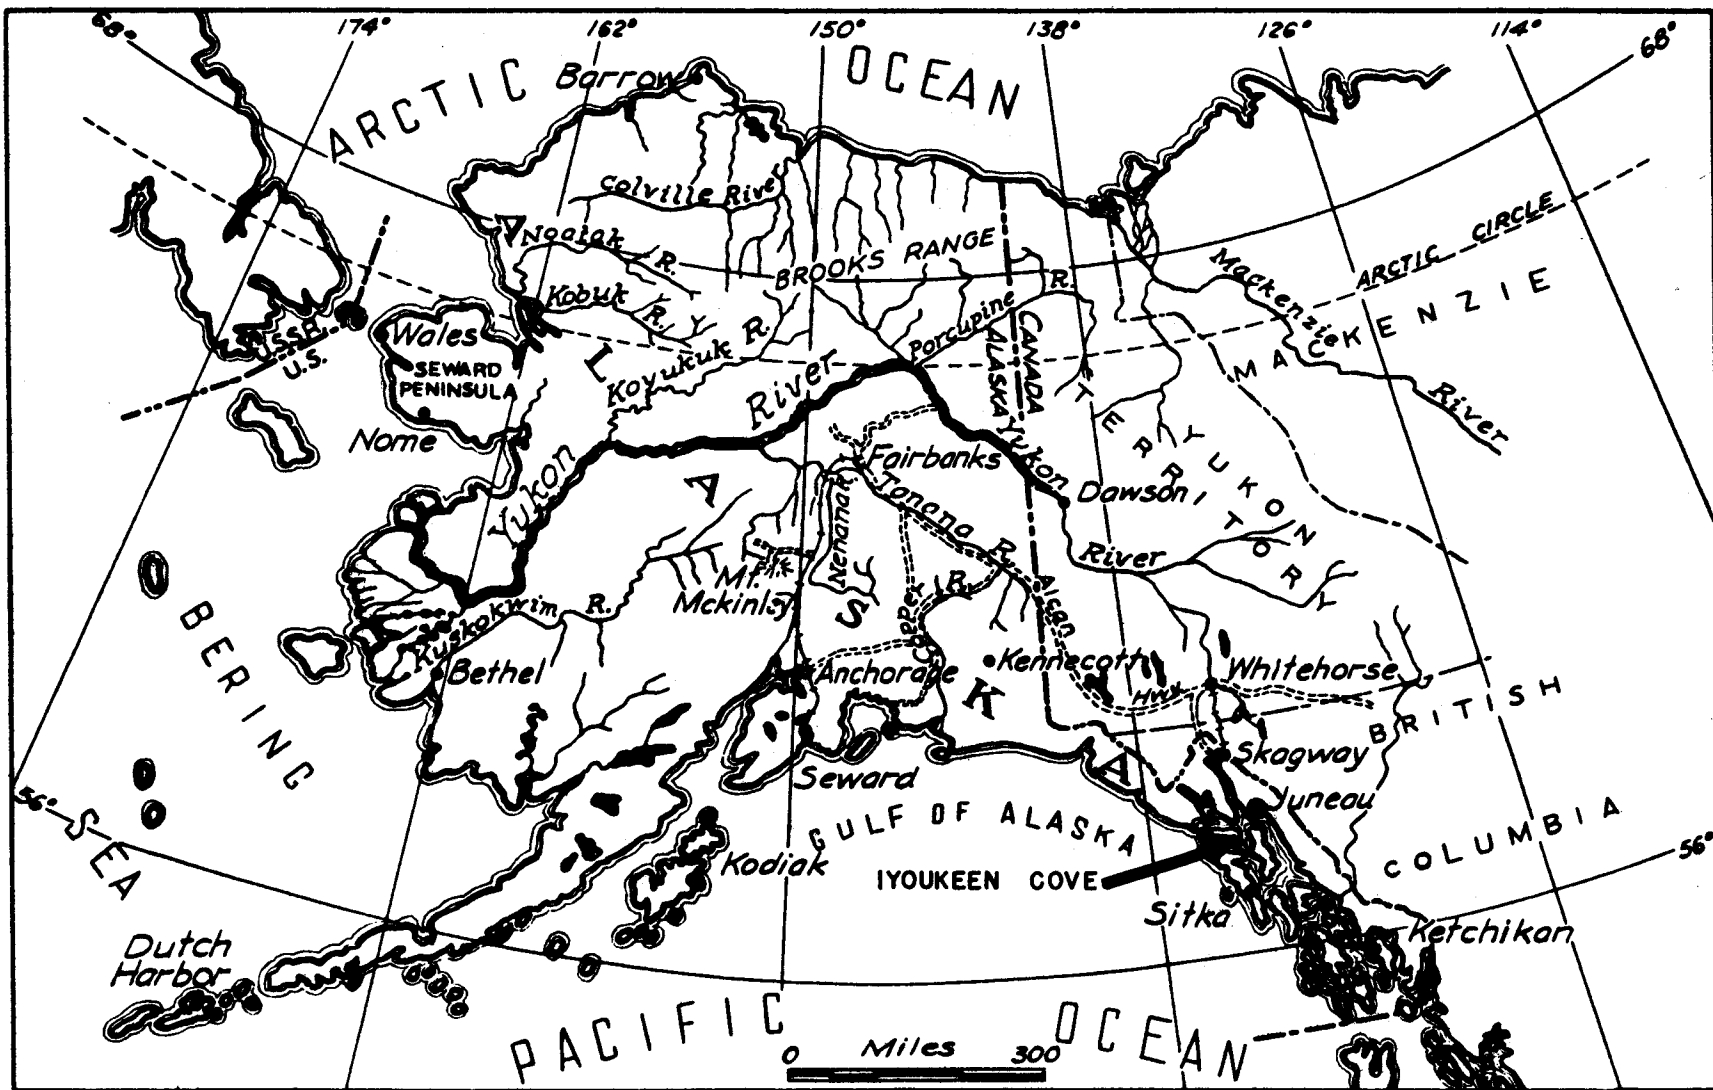 174°
162°
150°
138°
126°
114°
68°
68°
ARCTIC OCEAN
Barrow
Colville River
Noatak R.
BROOKS RANGE
ARCTIC CIRCLE
Mackenzie River
Kobuk R.
Porcupine R.
MACKENZIE
U.S.S.R.
U.S.
Wales
SEWARD
PENINSULA
Koyukuk R.
CANADA
ALASKA
Nome
Yukon River
Fairbanks
Yukon
YUKON
TERRITORY
Dawson
River
Tanana R.
Nenana R.
Mt.
Mckinly
Copper R.
Alcan Hwy.
Kuskokwim R.
Bethel
Anchorage
Kennecott
Whitehorse
ALASKA
BERING
SEA
BRITISH
COLUMBIA
Skagway
Seward
Juneau
GULF OF ALASKA
Kodiak
IYOUKEEN COVE
Sitka
Ketchikan
56°
56°
Dutch
Harbor
PACIFIC OCEAN
0 Miles 300